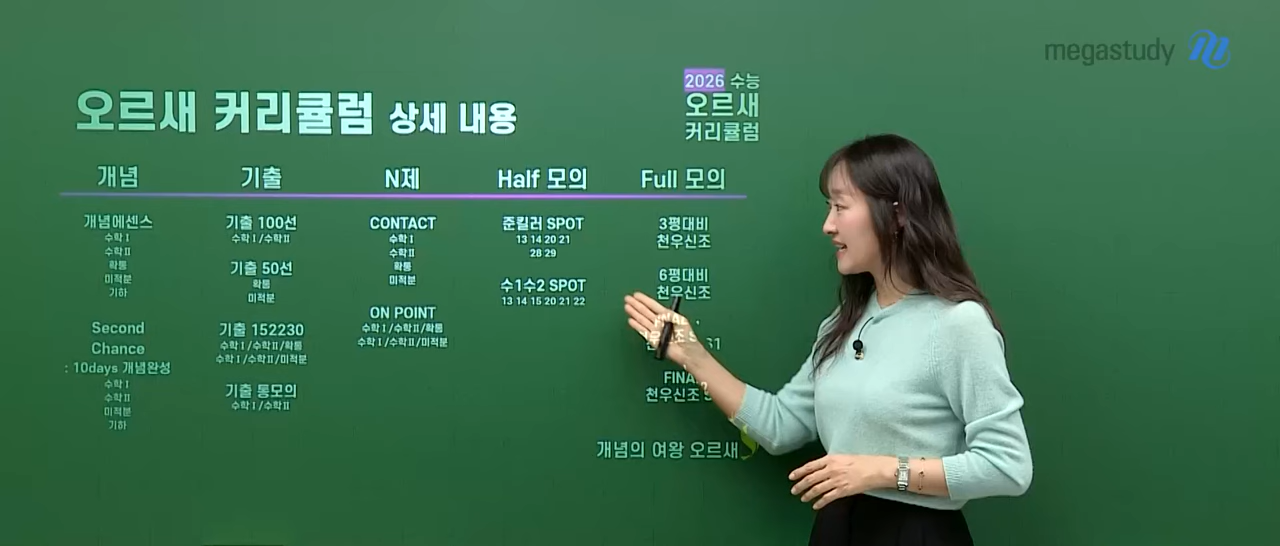 megastudy
2026 수능
오르새
커리큘럼
오르새 커리큘럼 상세 내용
개념
개념에센스
수학Ⅰ
수학Ⅱ
확통
미적분
기하
Second
Chance
: 10days 개념완성
수학Ⅰ
수학Ⅱ
미적분
기하
기출
기출 100선
수학Ⅰ/수학Ⅱ
기출 50선
확통
미적분
기출 152230
수학Ⅰ/수학Ⅱ/확통
수학Ⅰ/수학Ⅱ/미적분
기출 통모의
수학Ⅰ/수학Ⅱ
N제
CONTACT
수학Ⅰ
수학Ⅱ
확통
미적분
ON POINT
수학Ⅰ/수학Ⅱ/확통
수학Ⅰ/수학Ⅱ/미적분
Half 모의
준킬러 SPOT
13 14 20 21
28 29
수1수2 SPOT
13 14 15 20 21 22
Full 모의
3평대비
천우신조
6평대비
천우신조
천우신조
개념의 여왕 오르새